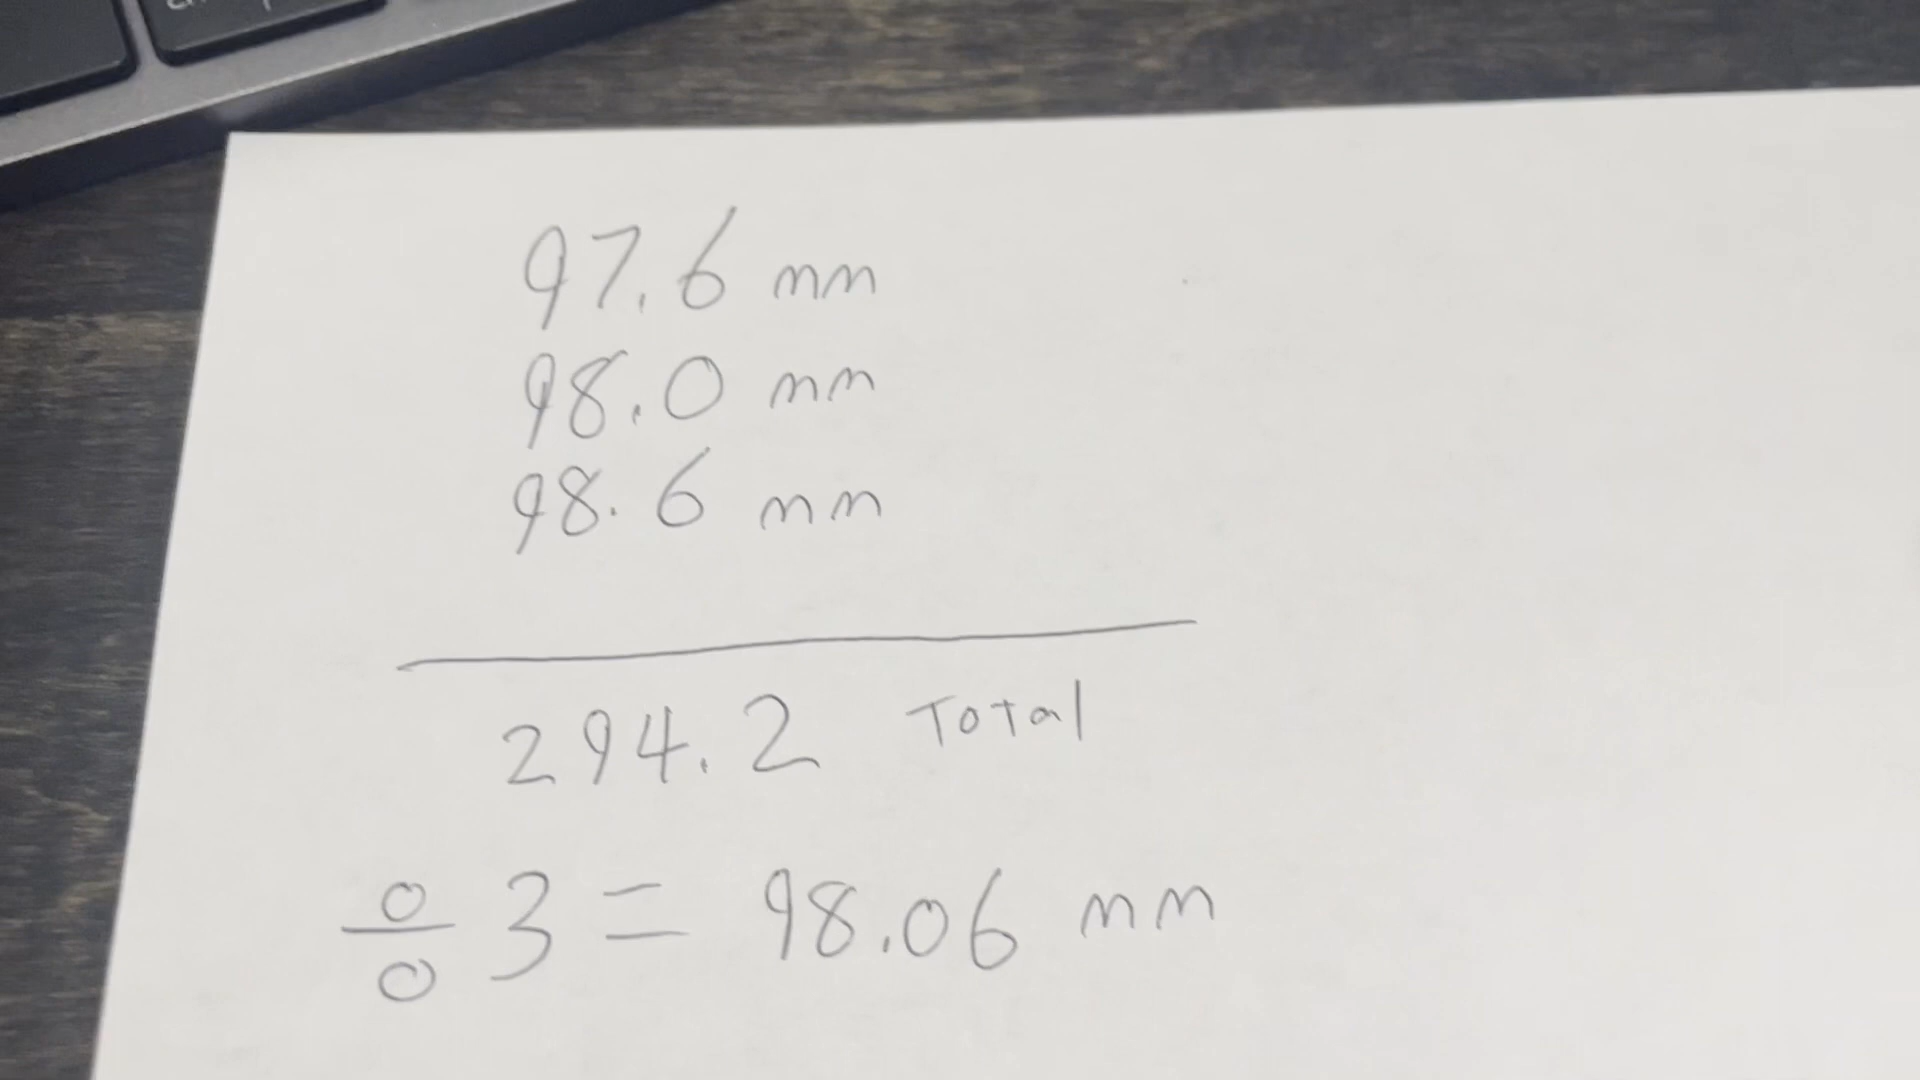 97.6 mm
98.0 mm
98.6 mm
294.2 Total
÷ 3 = 98.06 mm